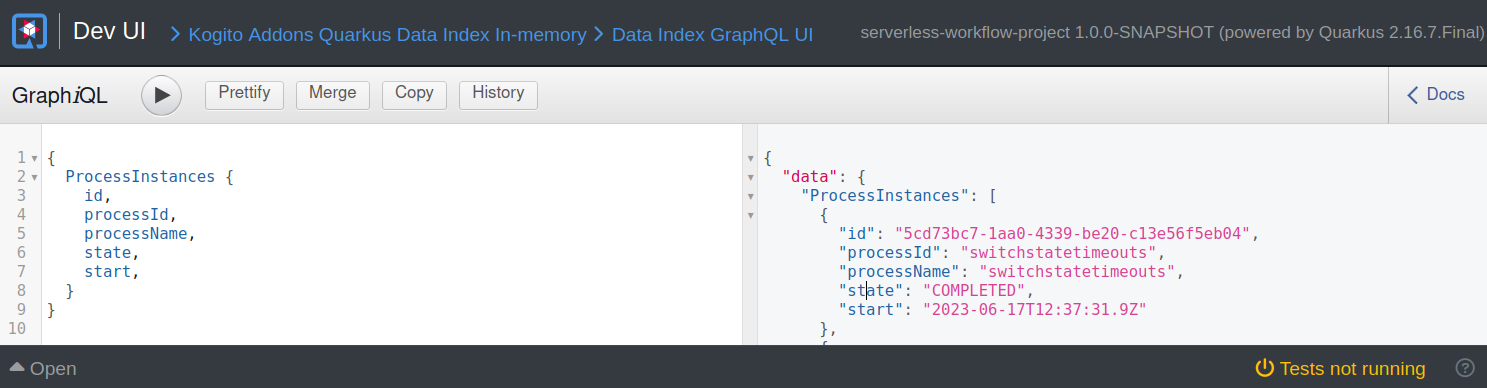 Dev UI > Kogito Addons Quarkus Data Index In-memory > Data Index GraphQL UI serverless-workflow-project 1.0.0-SNAPSHOT (powered by Quarkus 2.16.7.Final)
GraphiQL Prettify Merge Copy History Docs
1 {
2 ProcessInstances {
3 id,
4 processId,
5 processName,
6 state,
7 start,
8 }
9 }
10
{
"data": {
"ProcessInstances": [
{
"id": "5cd73bc7-1aa0-4339-be20-c13e56f5eb04",
"processId": "switchstatetimeouts",
"processName": "switchstatetimeouts",
"state": "COMPLETED",
"start": "2023-06-17T12:37:31.9Z"
},
{
Open Tests not running ?